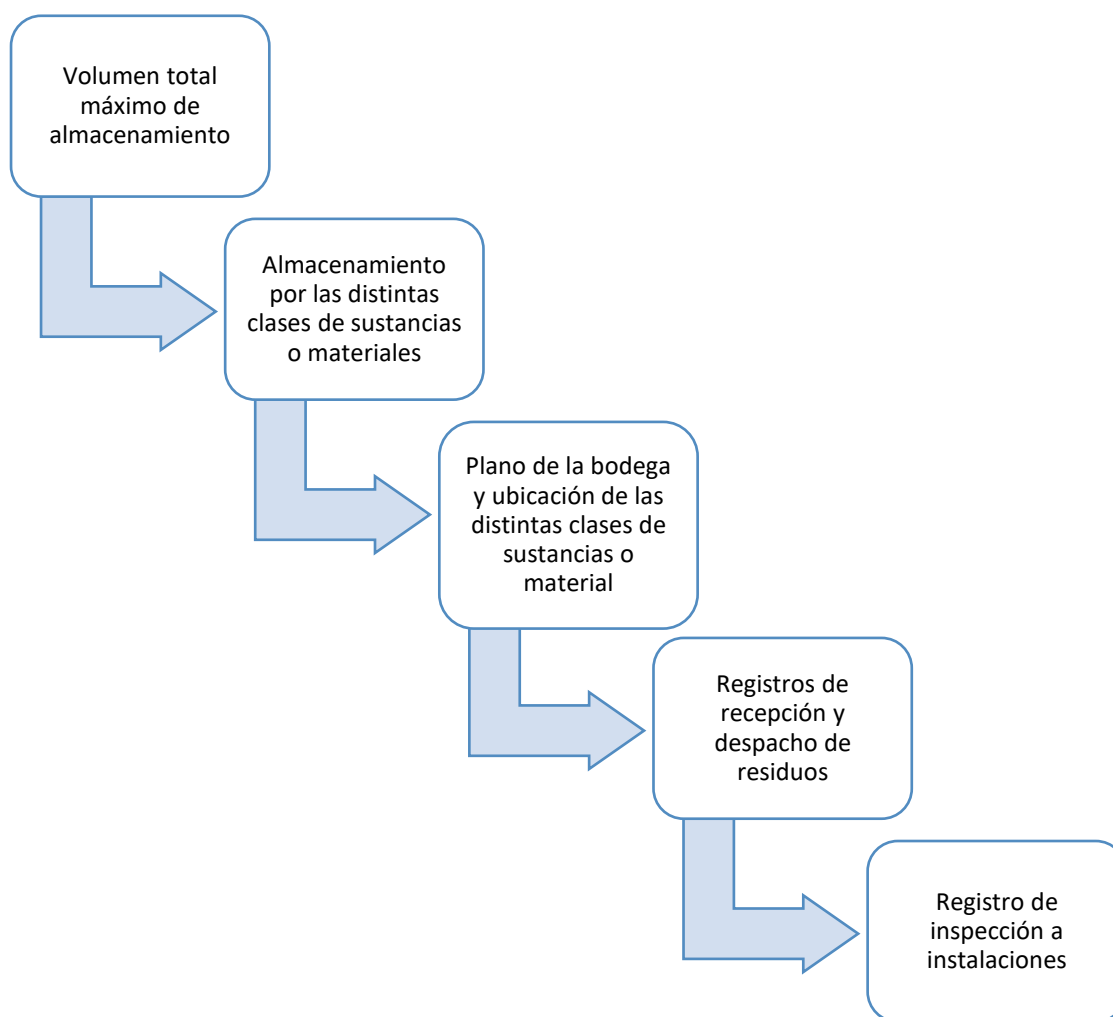 Volumen total
máximo de
almacenamiento
Almacenamiento
por las distintas
clases de sustancias
o materiales
Plano de la bodega
y ubicación de las
distintas clases de
sustancias o
material
Registros de
recepción y
despacho de
residuos
Registro de
inspección a
instalaciones